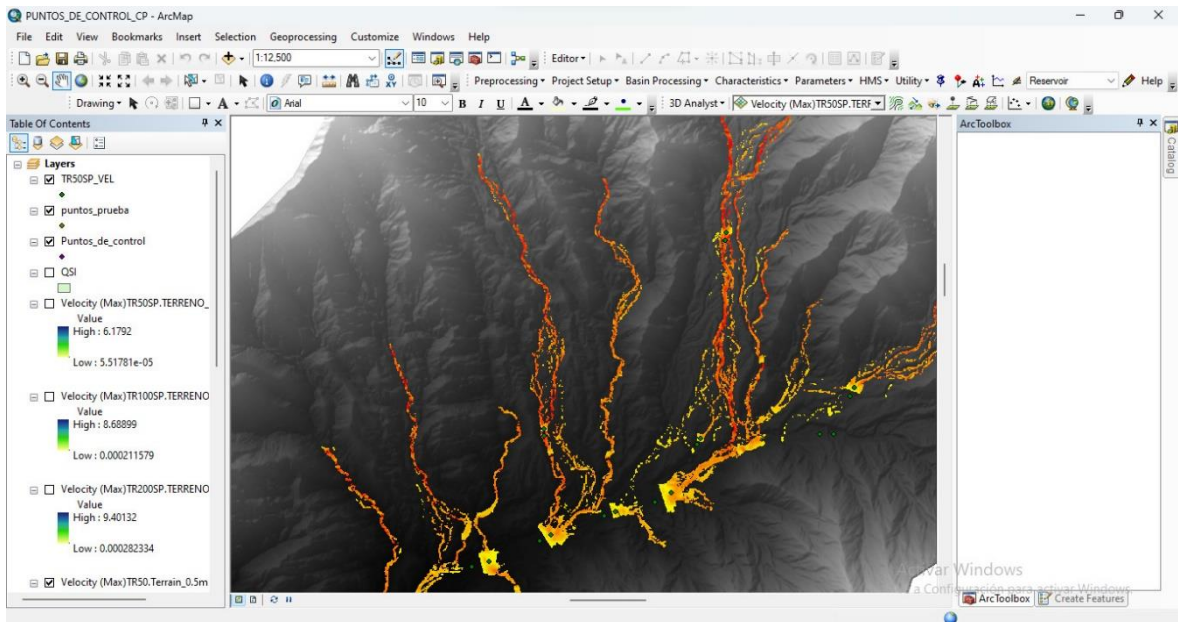 PUNTOS_DE_CONTROL_CP - ArcMap
File Edit View Bookmarks Insert Selection Geoprocessing Customize Windows Help
1:12,500 Editor
Preprocessing Project Setup Basin Processing Characteristics Parameters HMS Utility Reservoir Help
Drawing A Arial 10 B I U A 3D Analyst Velocity (Max)TR50SP.TERF
Table Of Contents
ArcToolbox
Catalog
Layers
TR50SP_VEL
puntos_prueba
Puntos_de_control
QSI
Velocity (Max)TR50SP.TERRENO_
Value
High : 6.1792
Low : 5.51781e-05
Velocity (Max)TR100SP.TERRENO
Value
High : 8.68899
Low : 0.000211579
Velocity (Max)TR200SP.TERRENO
Value
High : 9.40132
Low : 0.000282334
Velocity (Max)TR50.Terrain_0.5m
var Windows
a Configuración para activar Windows.
ArcToolbox Create Features